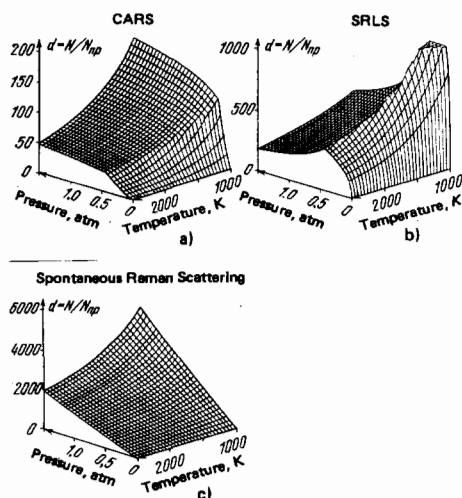 CARS
d=N/Nnp
200
150
100
50
0
1.0
0.5
0
Pressure, atm
2000
1000
Temperature, K
a)
SRLS
d=N/Nnp
1000
500
0
1.0
0.5
0
Pressure, atm
2000
1000
Temperature, K
b)
Spontaneous Raman Scattering
d=N/Nnp
6000
4000
2000
0
1,0
0,5
0
Pressure, atm
2000
1000
Temperature, K
c)